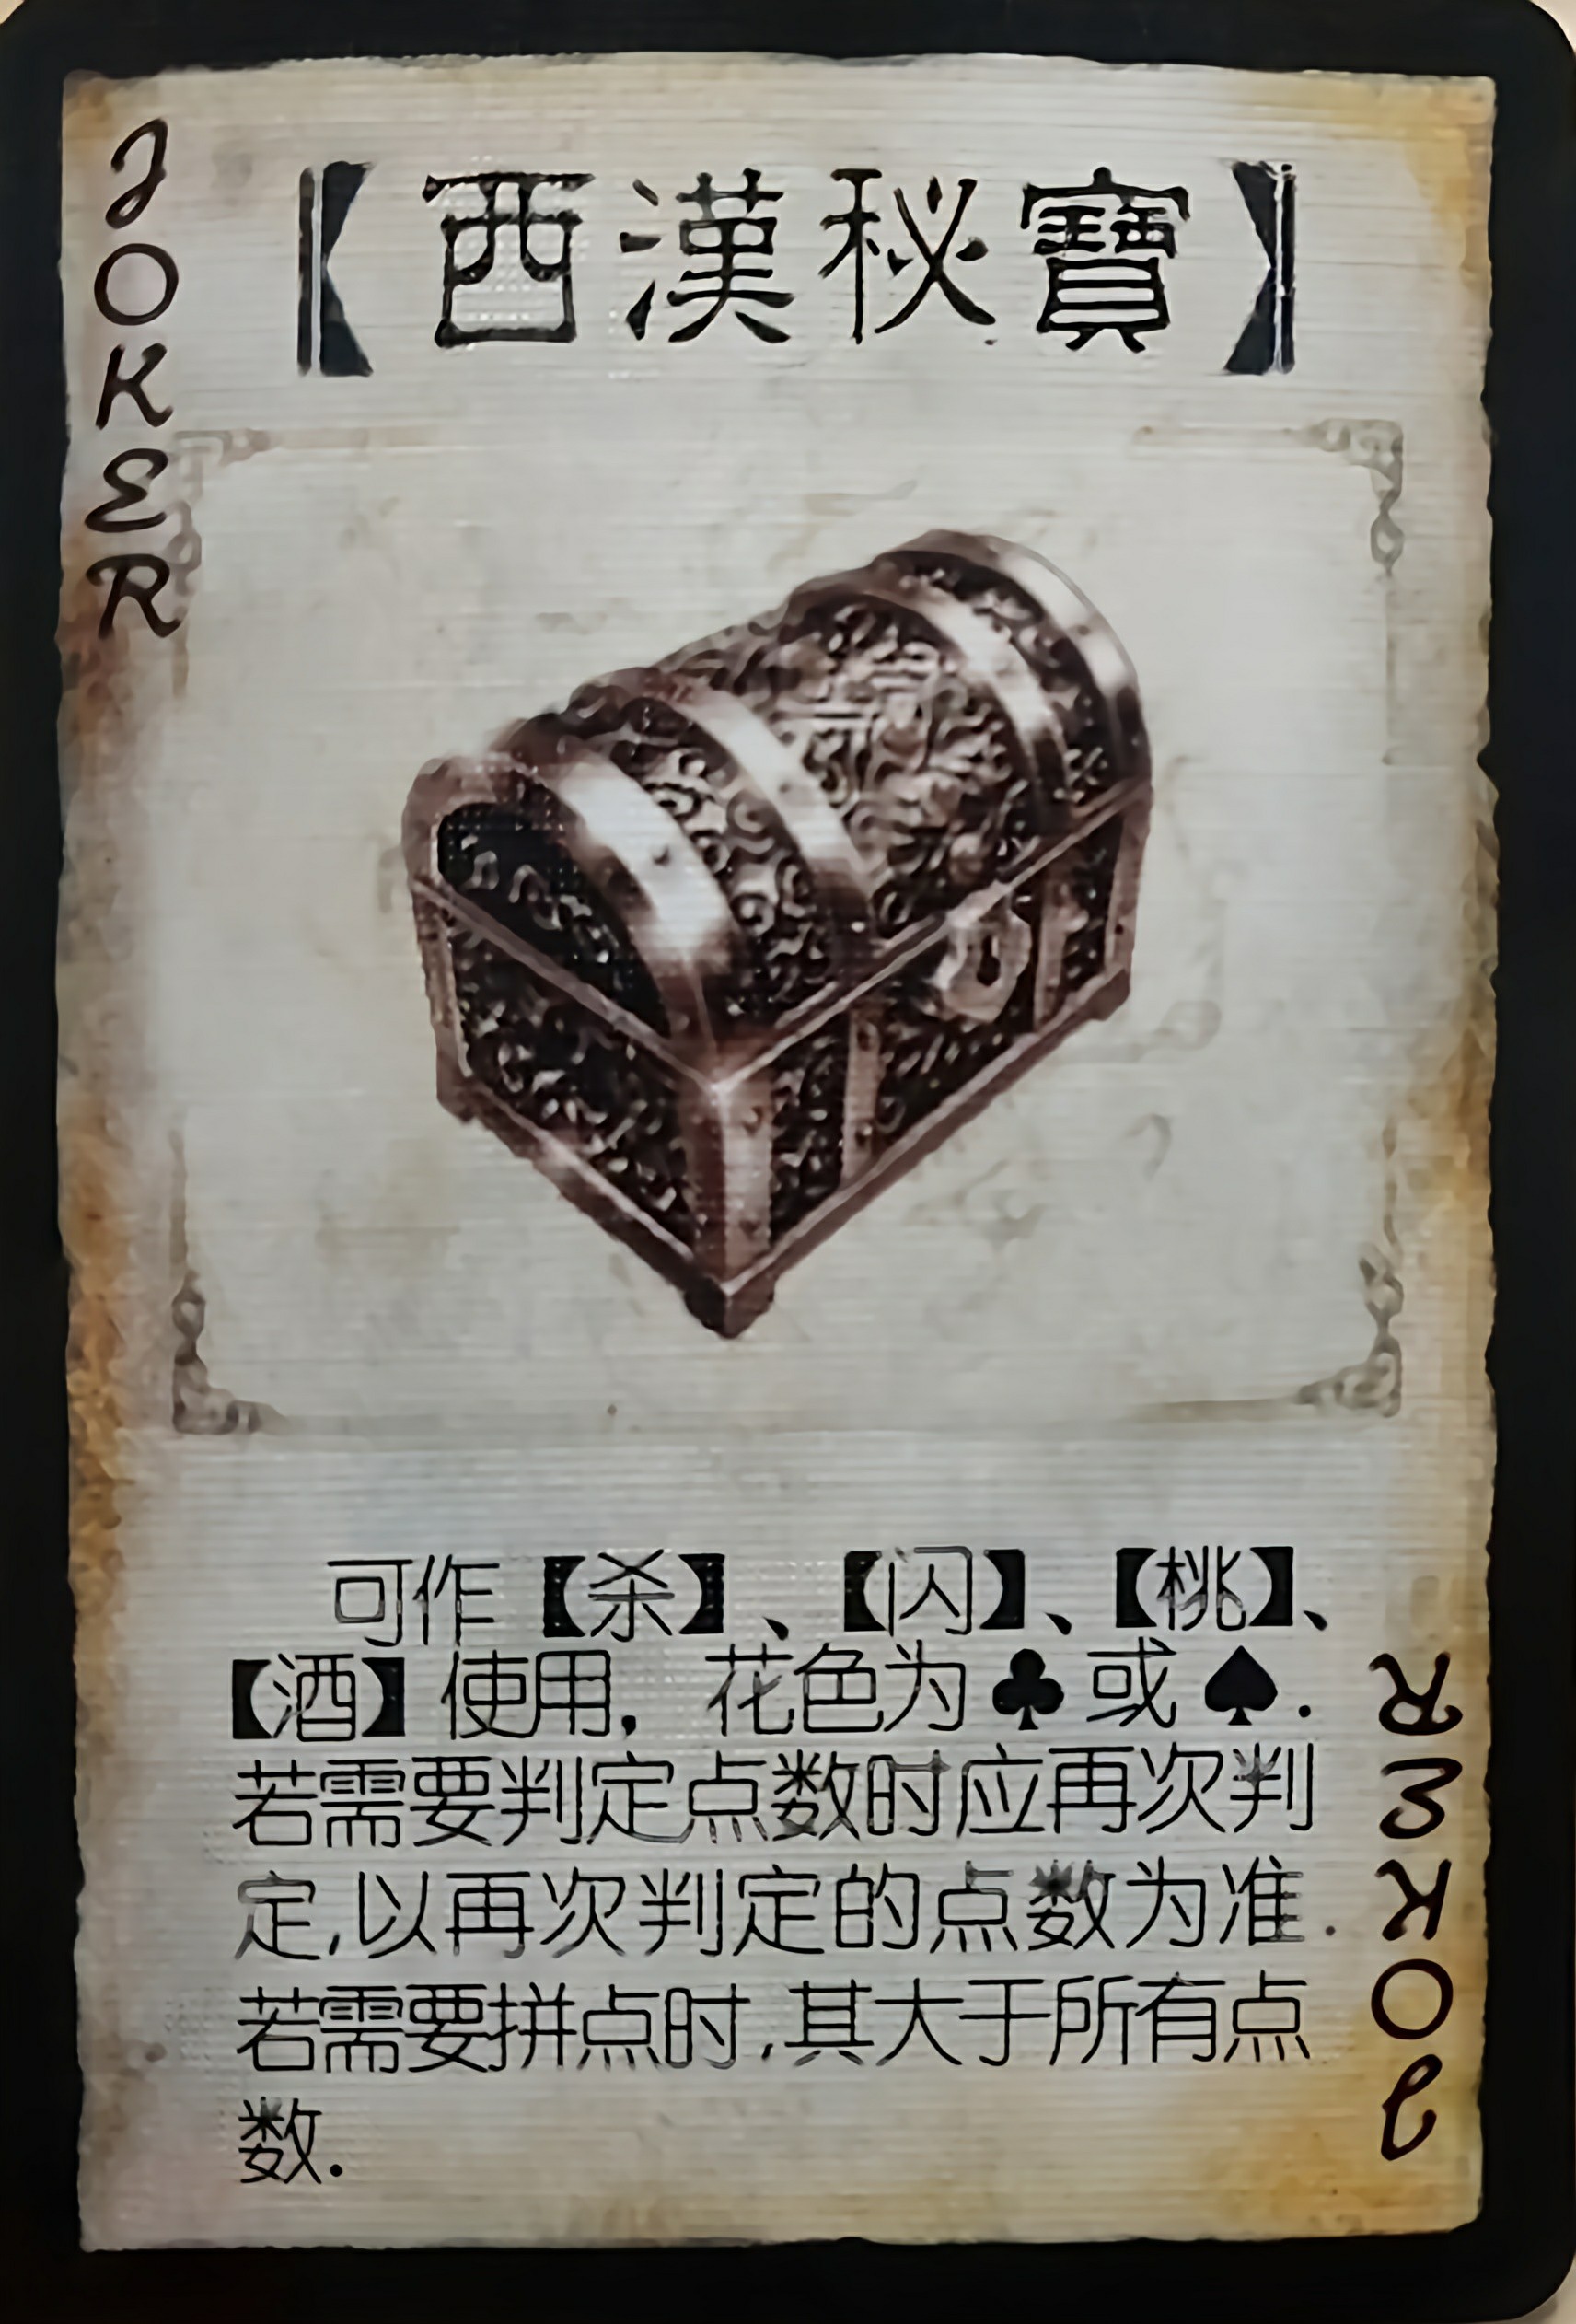 JOKER
【西漢秘寶】
可作【杀】、【闪】、【桃】、
【酒】使用，花色为♣或♠.
若需要判定点数时应再次判
定,以再次判定的点数为准.
若需要拼点时,其大于所有点
数.
JOKER